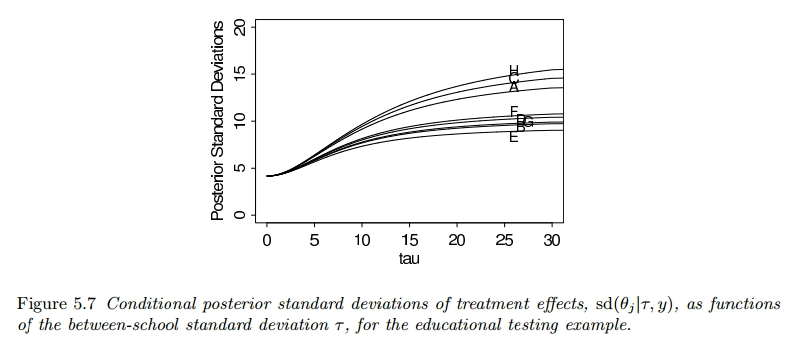 Posterior Standard Deviations
20
15
10
5
0
H
C
A
F
D
G
B
E
0 5 10 15 20 25 30
tau
Figure 5.7 Conditional posterior standard deviations of treatment effects, sd(θj|τ, y), as functions
of the between-school standard deviation τ, for the educational testing example.